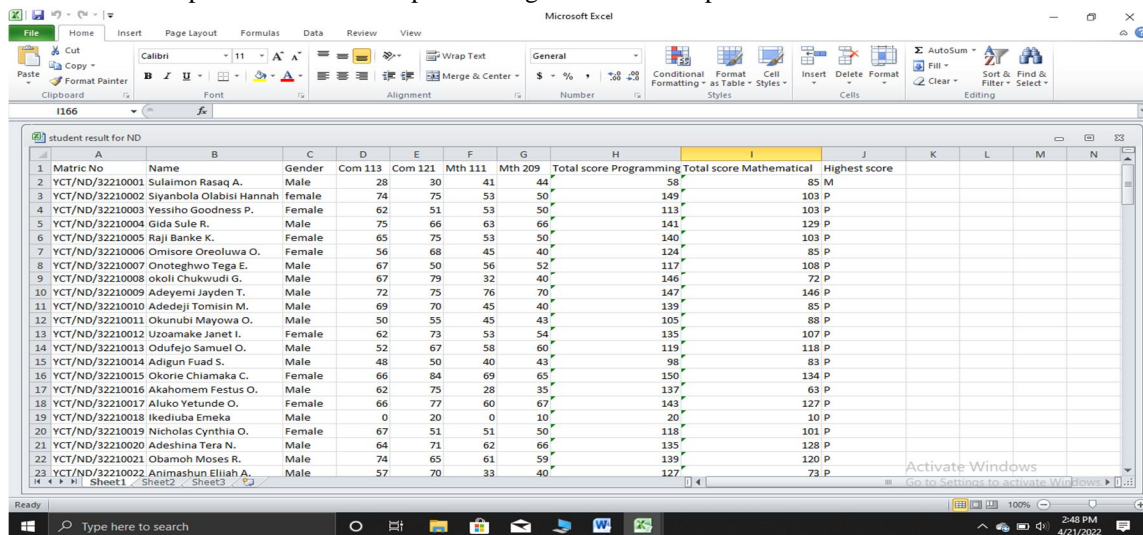 Microsoft Excel
File Home Insert Page Layout Formulas Data Review View
Cut
Copy
Format Painter
Paste
Clipboard
Calibri 11
B I U
Font
Wrap Text
Merge & Center
Alignment
General
$ % ,
Number
Conditional Formatting
Format as Table
Cell Styles
Styles
Insert Delete Format
Cells
Σ AutoSum
Fill
Clear
Sort & Filter
Find & Select
Editing
I166 fx
student result for ND
A B C D E F G H I J K L M N
1 Matric No Name Gender Com 113 Com 121 Mth 111 Mth 209 Total score Programming Total score Mathematical Highest score
2 YCT/ND/32210001 Sulaimon Rasaq A. Male 28 30 41 44 58 85 M
3 YCT/ND/32210002 Siyanbola Olabisi Hannah female 74 75 53 50 149 103 P
4 YCT/ND/32210003 Yessiho Goodness P. Female 62 51 53 50 113 103 P
5 YCT/ND/32210004 Gida Sule R. Male 75 66 63 66 141 129 P
6 YCT/ND/32210005 Raji Banke K. Female 65 75 53 50 140 103 P
7 YCT/ND/32210006 Omisore Oreoluwa O. Female 56 68 45 40 124 85 P
8 YCT/ND/32210007 Onoteghwo Tega E. Male 67 50 56 52 117 108 P
9 YCT/ND/32210008 okoli Chukwudi G. Male 67 79 32 40 146 72 P
10 YCT/ND/32210009 Adeyemi Jayden T. Male 72 75 76 70 147 146 P
11 YCT/ND/32210010 Adedeji Tomisin M. Male 69 70 45 40 139 85 P
12 YCT/ND/32210011 Okunubi Mayowa O. Male 50 55 45 43 105 88 P
13 YCT/ND/32210012 Uzoamake Janet I. Female 62 73 53 54 135 107 P
14 YCT/ND/32210013 Odufejo Samuel O. Male 52 67 58 60 119 118 P
15 YCT/ND/32210014 Adigun Fuad S. Male 48 50 40 43 98 83 P
16 YCT/ND/32210015 Okorie Chiamaka C. Female 66 84 69 65 150 134 P
17 YCT/ND/32210016 Akahomem Festus O. Male 62 75 28 35 137 63 P
18 YCT/ND/32210017 Aluko Yetunde O. Female 66 77 60 67 143 127 P
19 YCT/ND/32210018 Ikediuba Emeka Male 0 20 0 10 20 10 P
20 YCT/ND/32210019 Nicholas Cynthia O. Female 67 51 51 50 118 101 P
21 YCT/ND/32210020 Adeshina Tera N. Male 64 71 62 66 135 128 P
22 YCT/ND/32210021 Obamoh Moses R. Male 74 65 61 59 139 120 P
23 YCT/ND/32210022 Animashun Elijah A. Male 57 70 33 40 127 73 P
Activate Windows
Go to Settings to activate Windows.
Sheet1 Sheet2 Sheet3
Ready 100%
Type here to search
2:48 PM
4/21/2022